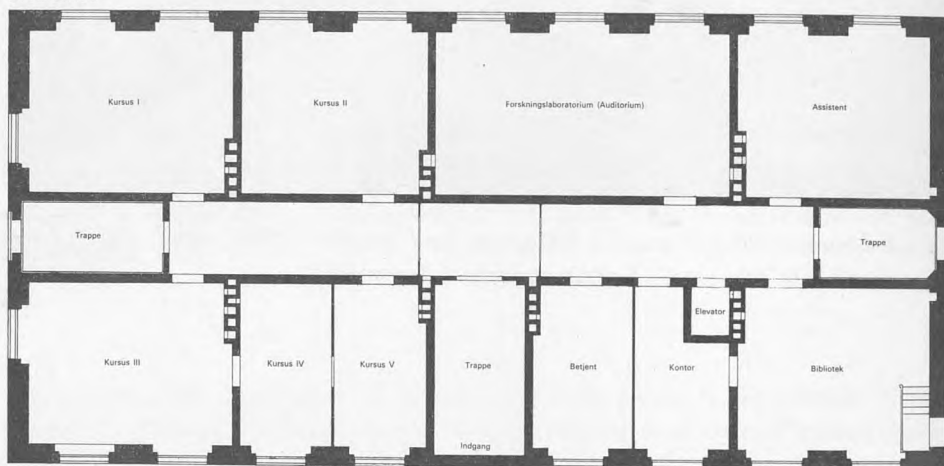 Kursus I
Kursus II
Forskningslaboratorium (Auditorium)
Assistent
Trappe
Trappe
Elevator
Kursus III
Kursus IV
Kursus V
Trappe
Betjent
Kontor
Bibliotek
Indgang